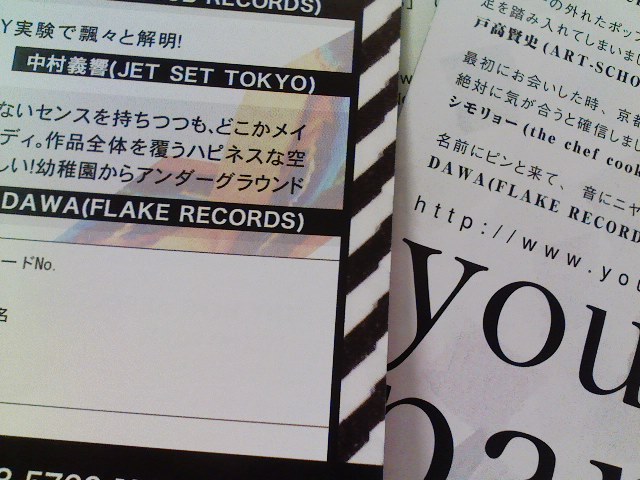 RECORDS)
Y実験で飄々と解明!
中村義響(JET SET TOKYO)
ないセンスを持ちつつも、どこかメイ
ディ。作品全体を覆うハピネスな空
しい!幼稚園からアンダーグラウンド
DAWA(FLAKE RECORDS)
ードNo.
名
の外れたポップ
足を踏み入れてしまいまし
戸高賢史(ART-SCHO
最初にお会いした時、京都
絶対に気が合うと確信しまし
シモリョー(the chef cook
名前にピンと来て、音にニヤ
DAWA(FLAKE RECORD
http://www.you
you